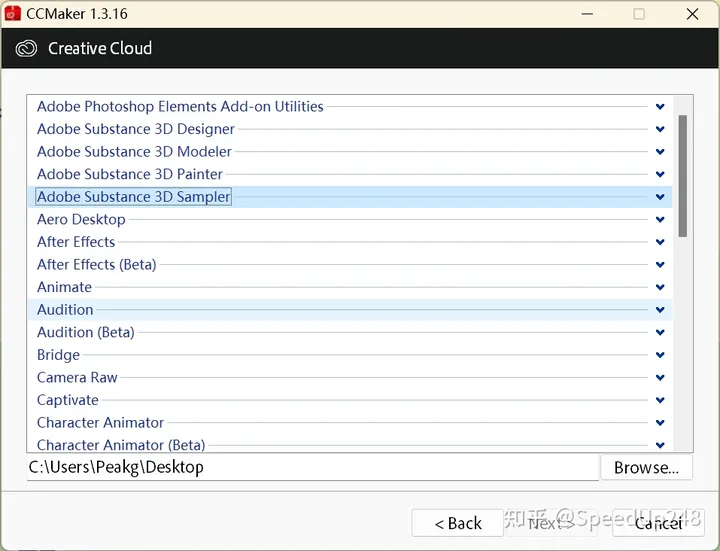 CCMaker 1.3.16
Creative Cloud
Adobe Photoshop Elements Add-on Utilities
Adobe Substance 3D Designer
Adobe Substance 3D Modeler
Adobe Substance 3D Painter
Adobe Substance 3D Sampler
Aero Desktop
After Effects
After Effects (Beta)
Animate
Audition
Audition (Beta)
Bridge
Camera Raw
Captivate
Character Animator
Character Animator (Beta)
C:\Users\Peakg\Desktop
Browse...
< Back
Next >
Cancel
知乎 @SpeedUp248